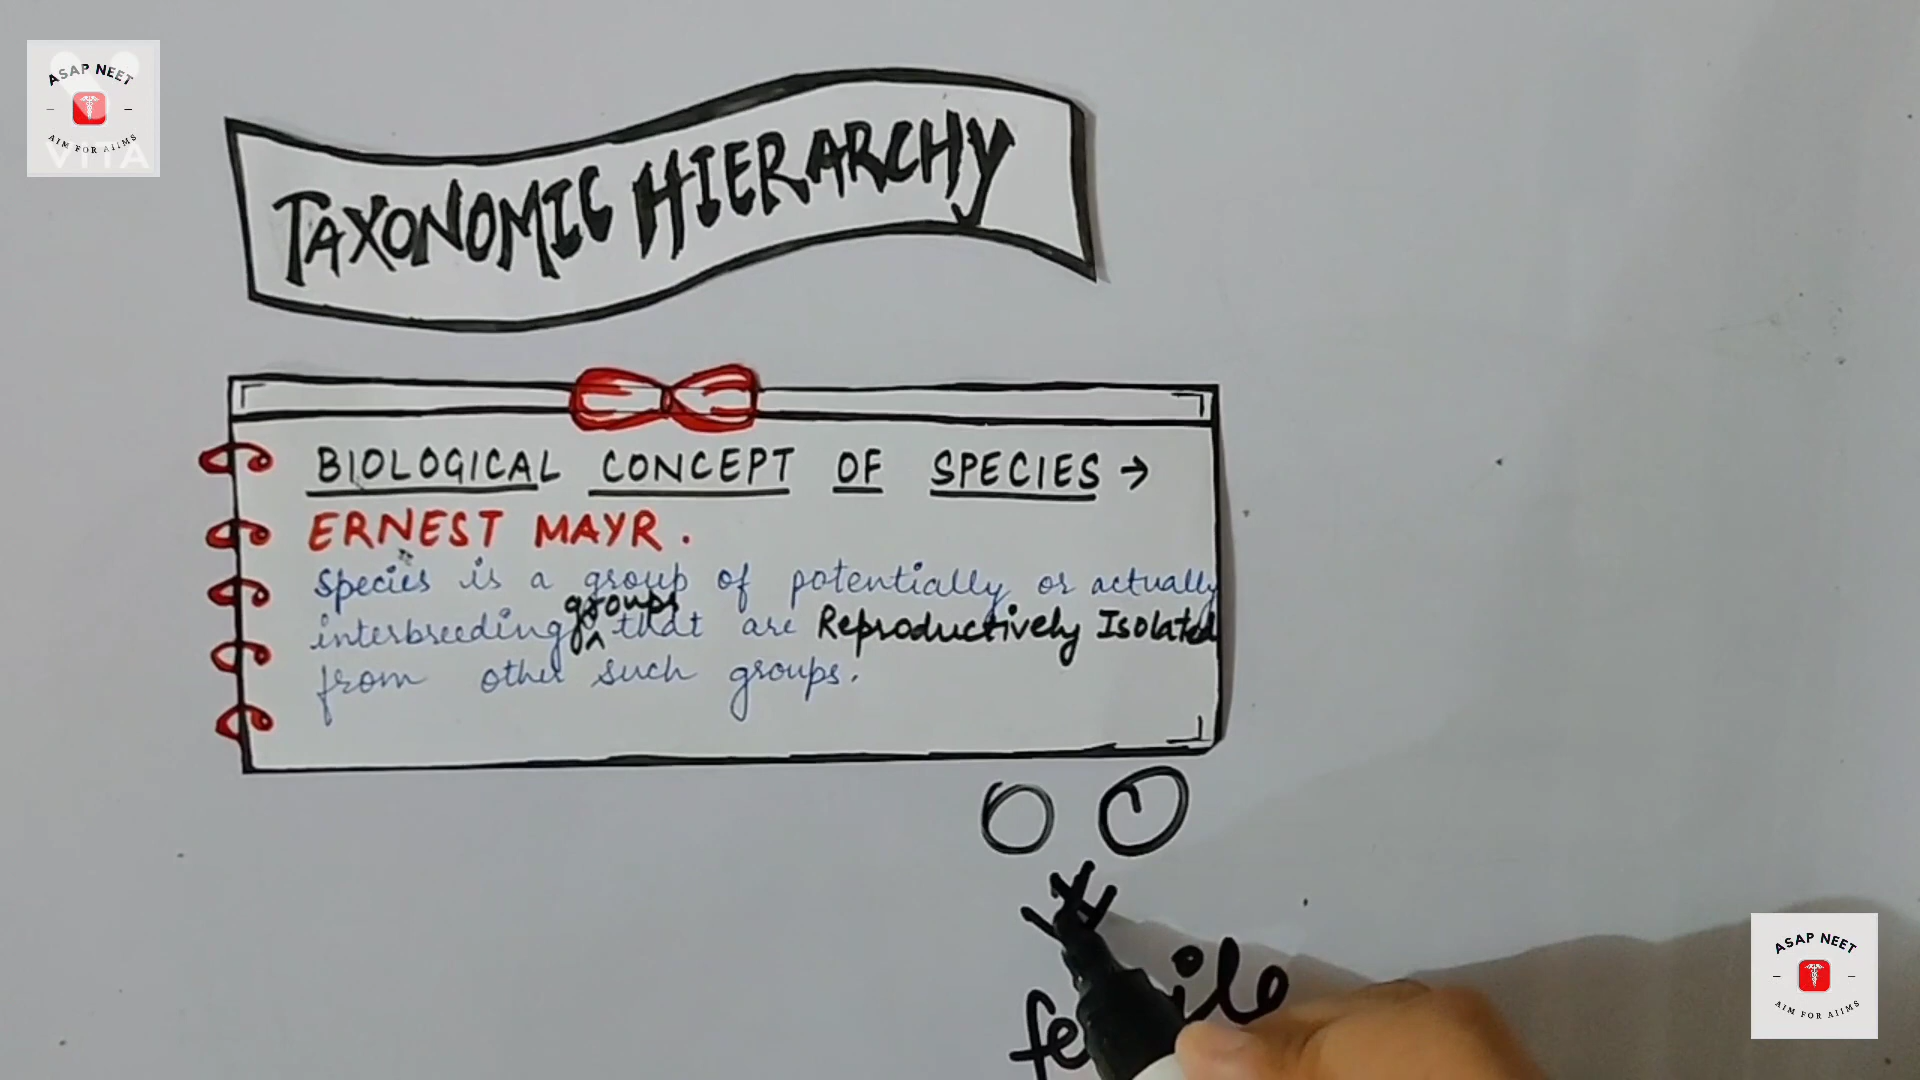 ASAP NEET
AIM FOR AIIMS
VITA
TAXONOMIC HIERARCHY
BIOLOGICAL CONCEPT OF SPECIES →
ERNEST MAYR.
Species is a group of potentially or actually
groups
interbreeding ^ that are Reproductively Isolated
from other such groups.
ASAP NEET
AIM FOR AIIMS